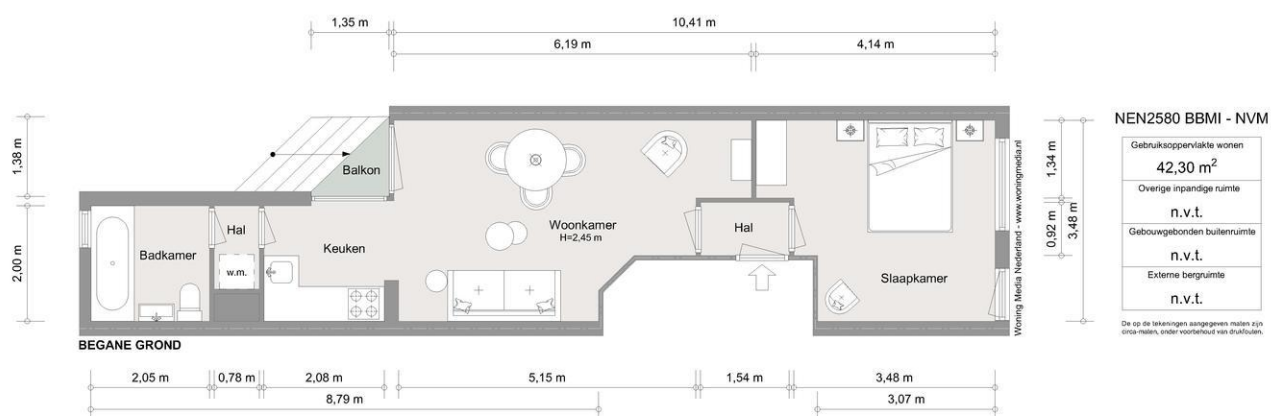 1,35 m
10,41 m
6,19 m
4,14 m
1,38 m
2,00 m
Balkon
Badkamer
Hal
w.m.
Keuken
Woonkamer
H=2,45 m
Hal
Slaapkamer
Woning Media Nederland - www.woningmedia.nl
1,34 m
0,92 m
3,48 m
NEN2580 BBMI - NVM
Gebruiksoppervlakte wonen
42,30 m²
Overige inpandige ruimte
n.v.t.
Gebouwgebonden buitenruimte
n.v.t.
Externe bergruimte
n.v.t.
De op de tekeningen aangegeven maten zijn
circa-maten, onder voorbehoud van drukfouten.
BEGANE GROND
2,05 m
0,78 m
2,08 m
5,15 m
1,54 m
3,48 m
8,79 m
3,07 m